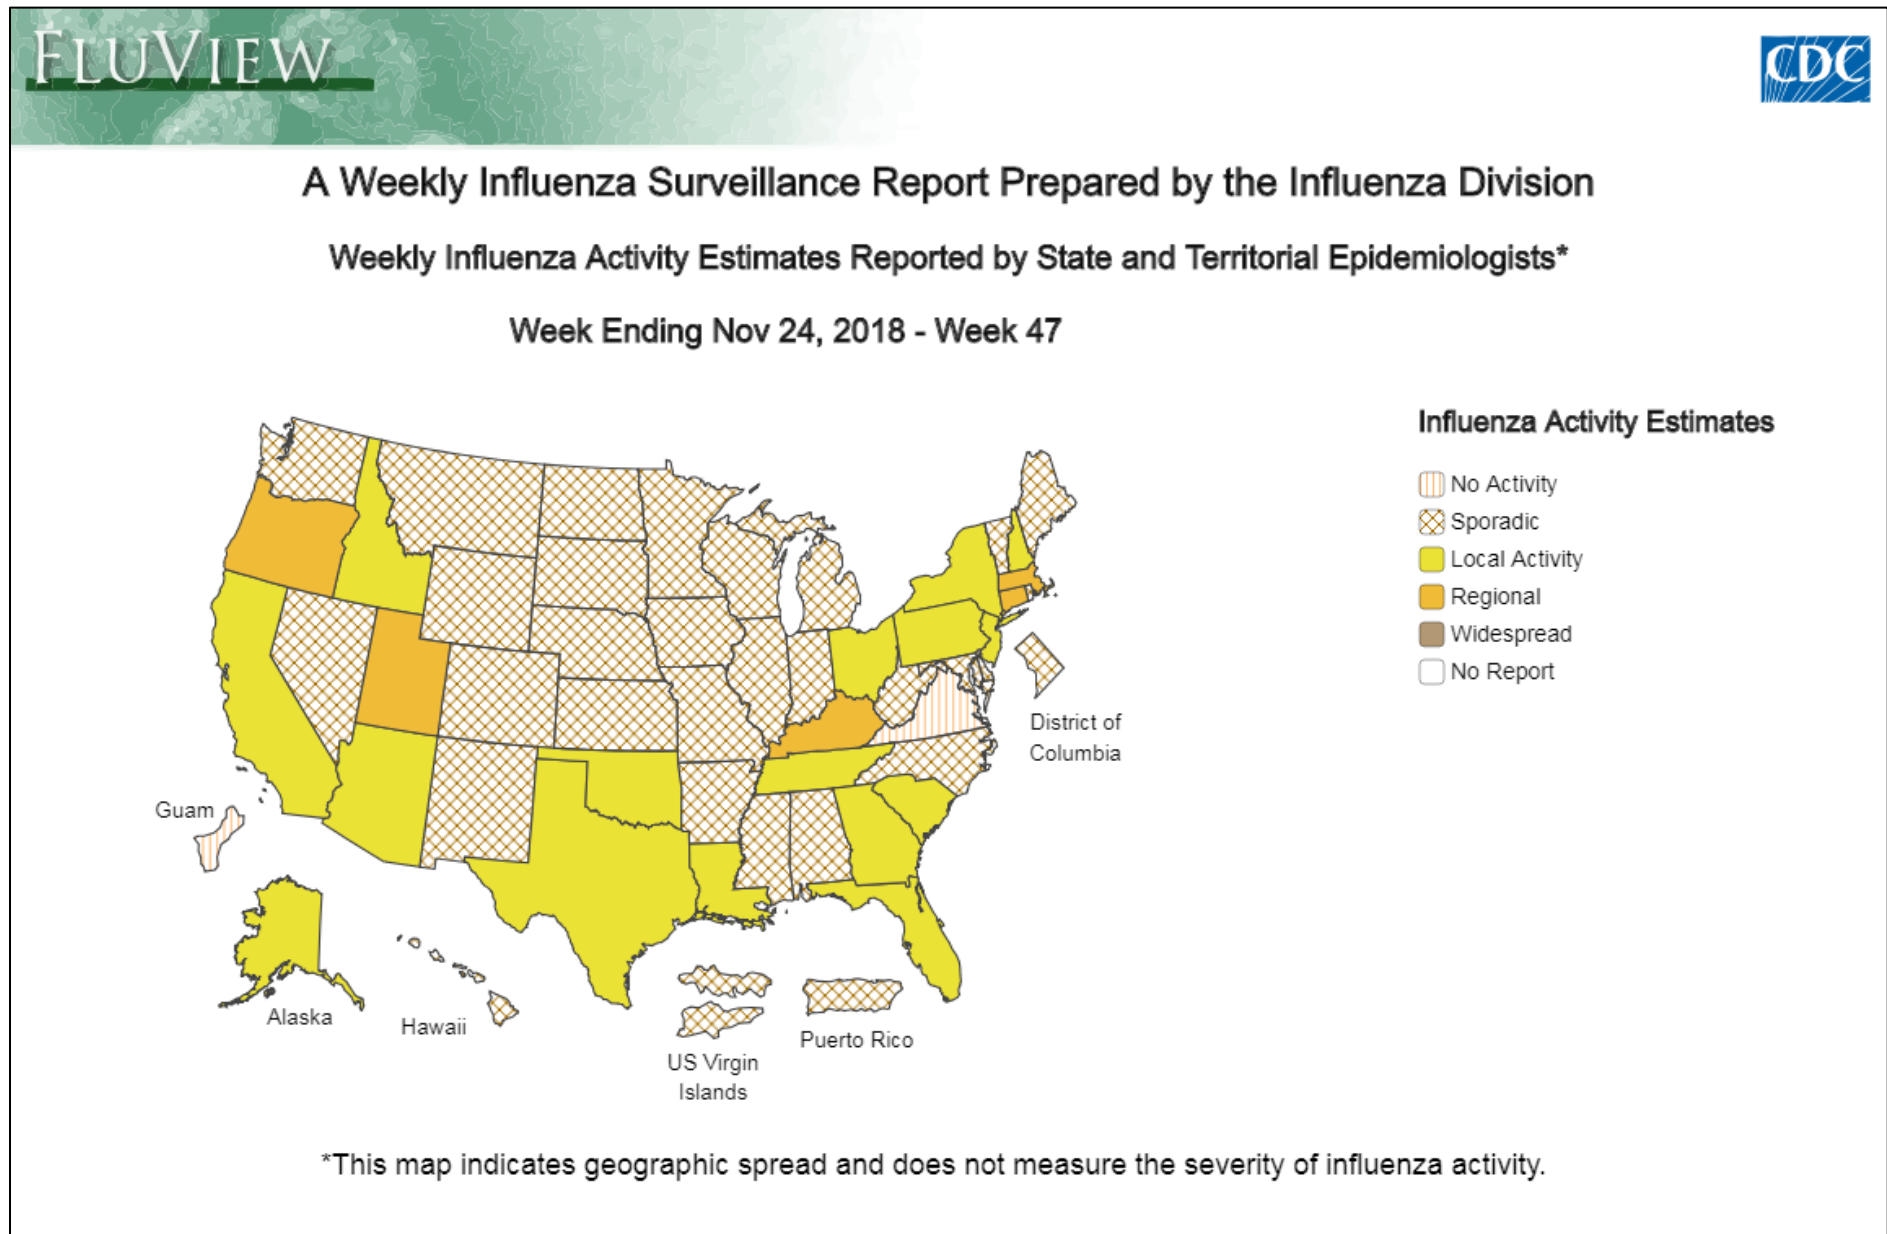 FLUVIEW
CDC
A Weekly Influenza Surveillance Report Prepared by the Influenza Division
Weekly Influenza Activity Estimates Reported by State and Territorial Epidemiologists*
Week Ending Nov 24, 2018 - Week 47
Influenza Activity Estimates
No Activity
Sporadic
Local Activity
Regional
Widespread
No Report
District of
Columbia
Guam
Alaska
Hawaii
US Virgin
Islands
Puerto Rico
*This map indicates geographic spread and does not measure the severity of influenza activity.